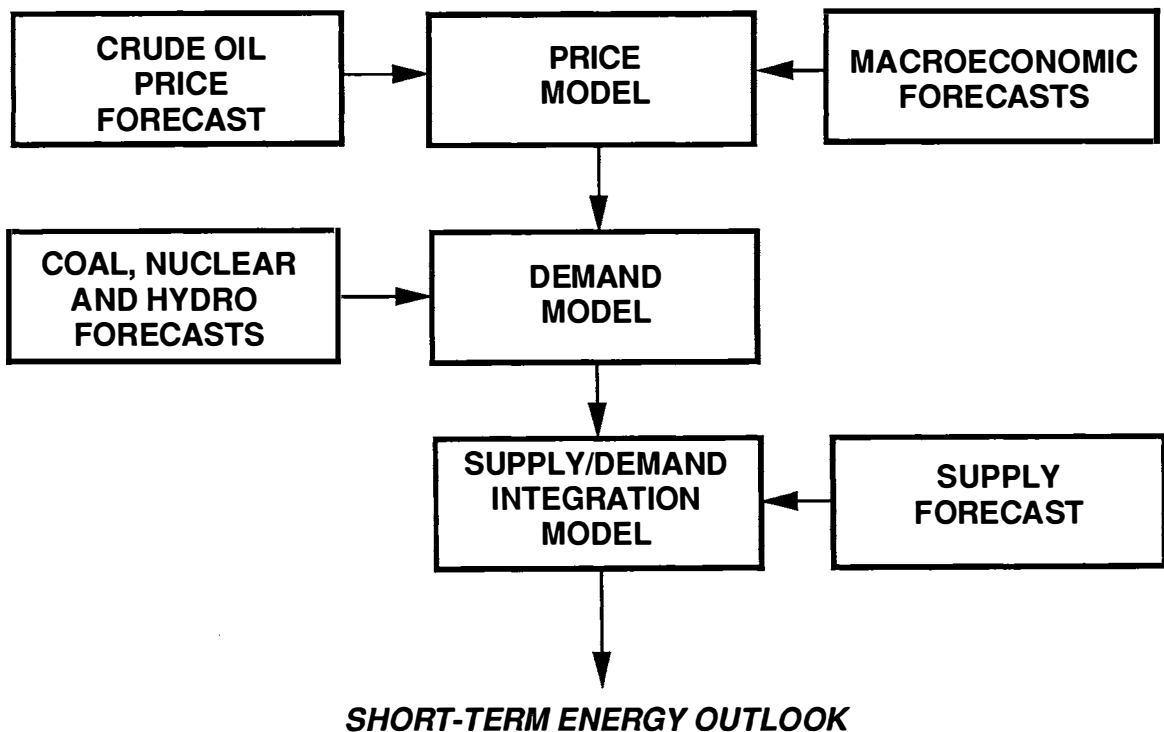 CRUDE OIL
PRICE
FORECAST
PRICE
MODEL
MACROECONOMIC
FORECASTS
COAL, NUCLEAR
AND HYDRO
FORECASTS
DEMAND
MODEL
SUPPLY/DEMAND
INTEGRATION
MODEL
SUPPLY
FORECAST
SHORT-TERM ENERGY OUTLOOK